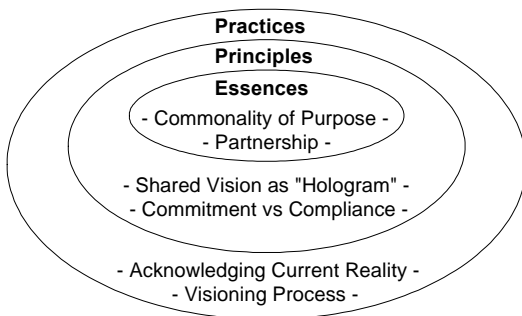 Practices
Principles
Essences
- Commonality of Purpose -
- Partnership -
- Shared Vision as "Hologram" -
- Commitment vs Compliance -
- Acknowledging Current Reality -
- Visioning Process -